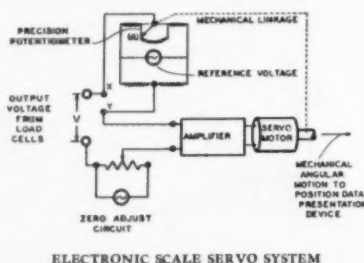 PRECISION
POTENTIOMETER
MECHANICAL LINKAGE
REFERENCE VOLTAGE
X
Y
OUTPUT
VOLTAGE
FROM
LOAD
CELLS
V
AMPLIFIER
SERVO
MOTOR
MECHANICAL
ANGULAR
MOTION TO
POSITION DATA
PRESENTATION
DEVICE
ZERO ADJUST
CIRCUIT
ELECTRONIC SCALE SERVO SYSTEM